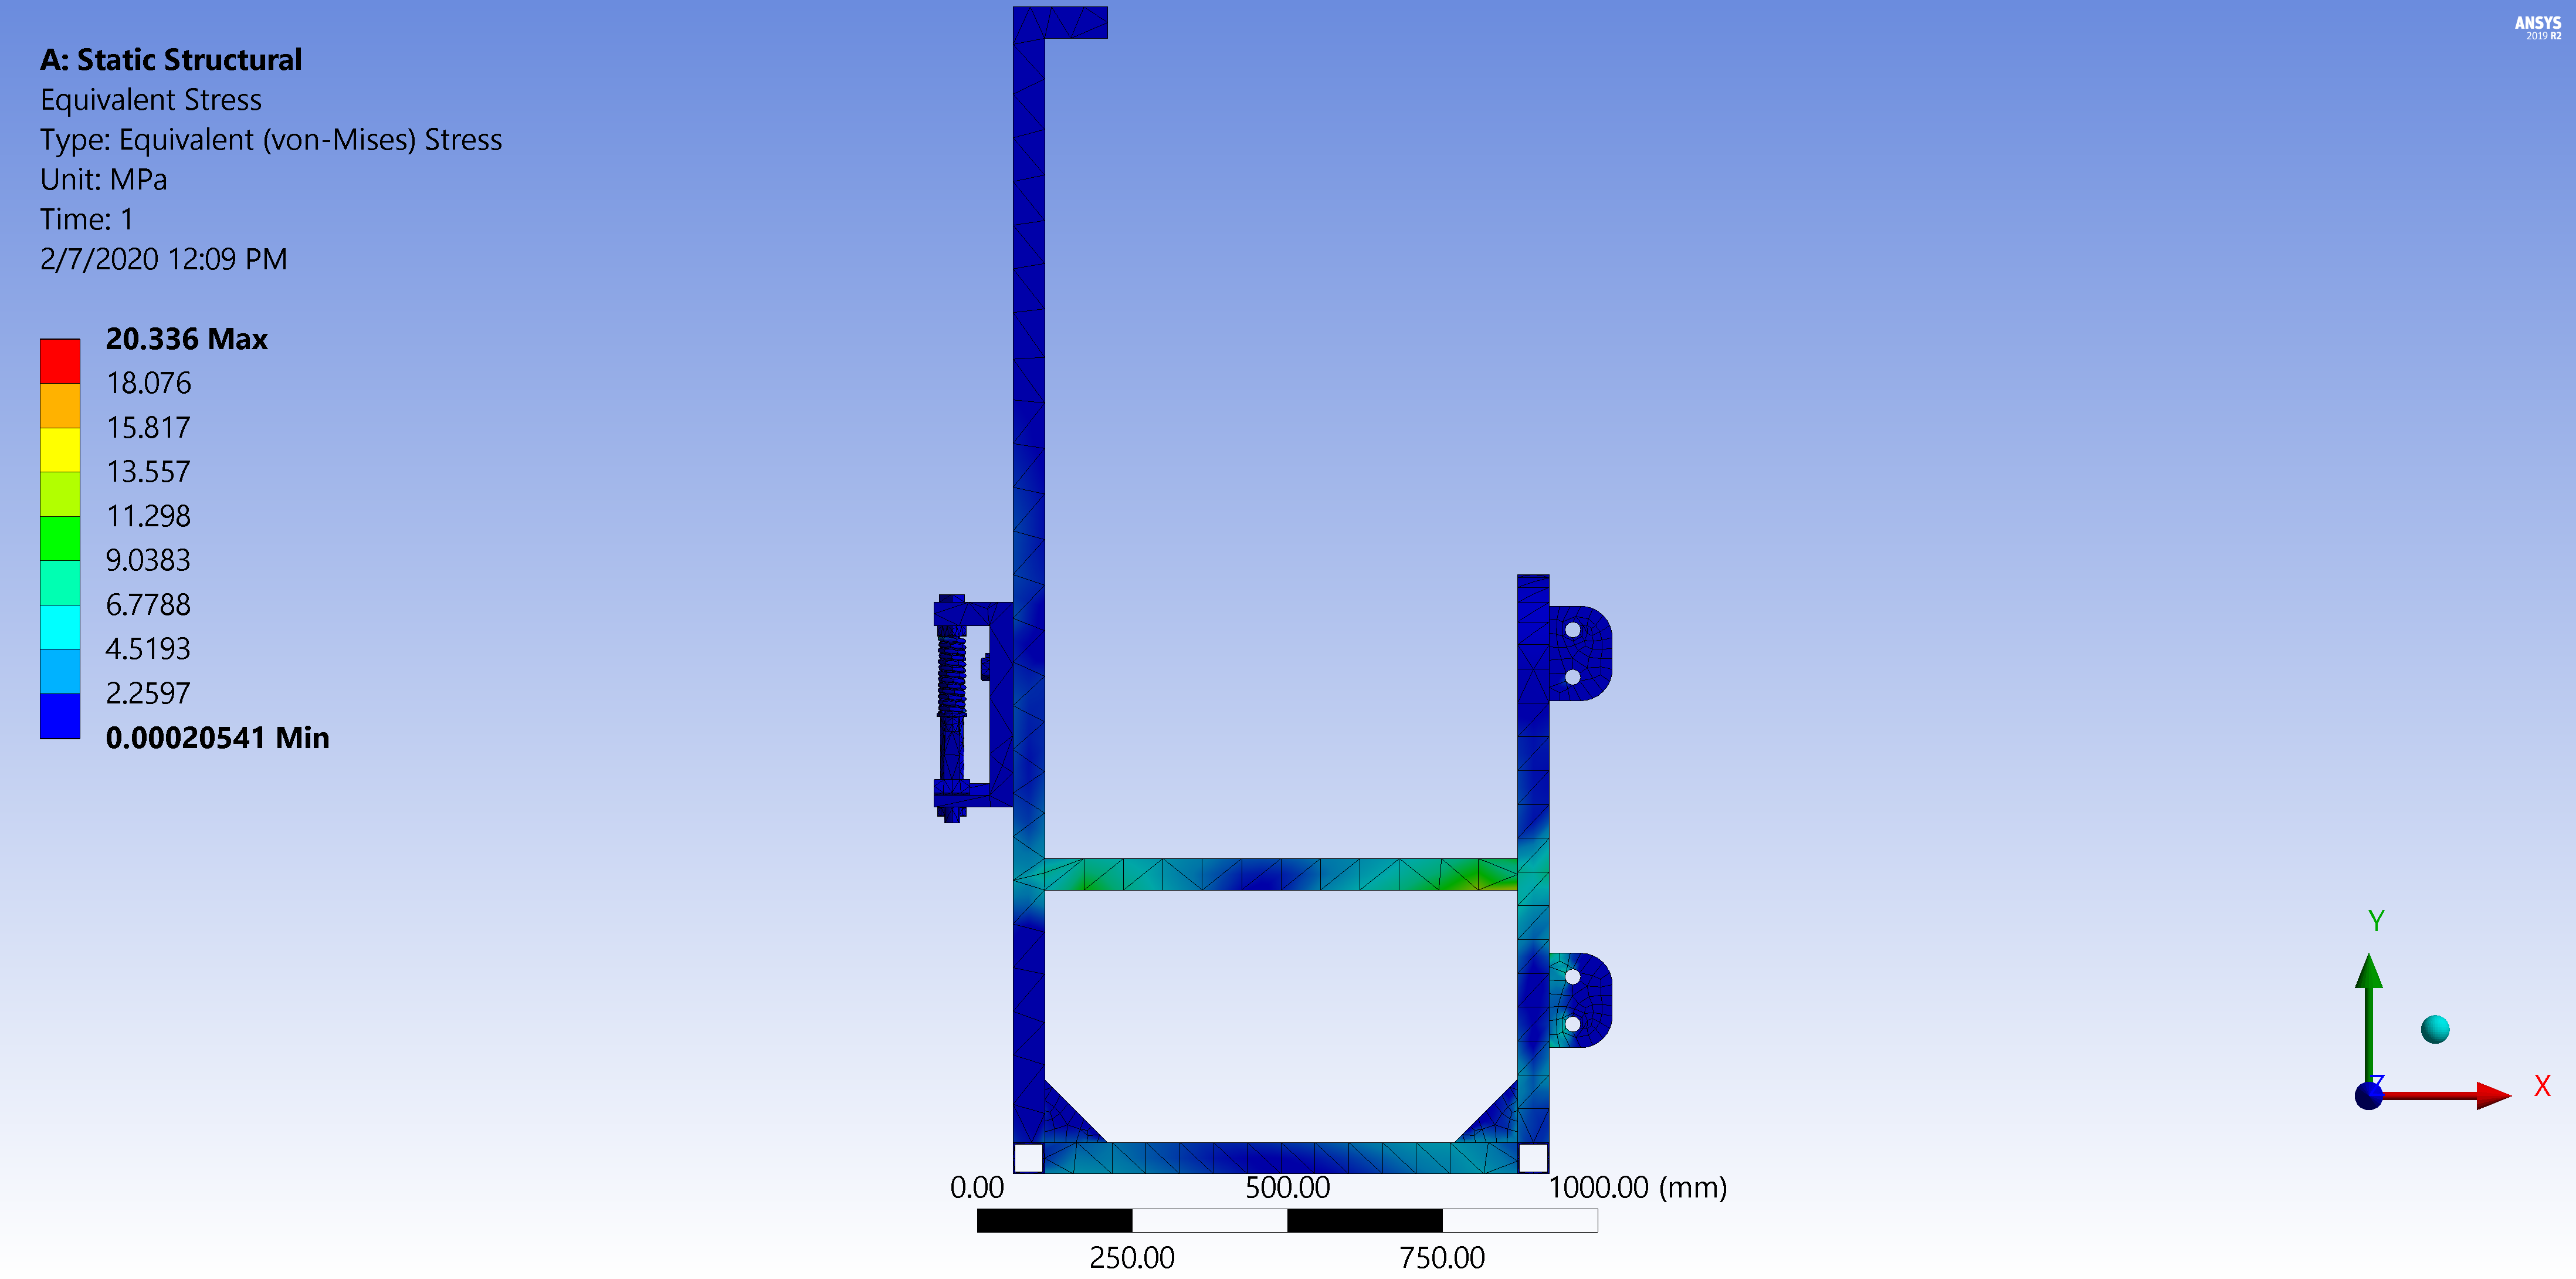 ANSYS
2019 R2
A: Static Structural
Equivalent Stress
Type: Equivalent (von-Mises) Stress
Unit: MPa
Time: 1
2/7/2020 12:09 PM
20.336 Max
18.076
15.817
13.557
11.298
9.0383
6.7788
4.5193
2.2597
0.00020541 Min
Y
Z
X
0.00 500.00 1000.00 (mm)
250.00 750.00